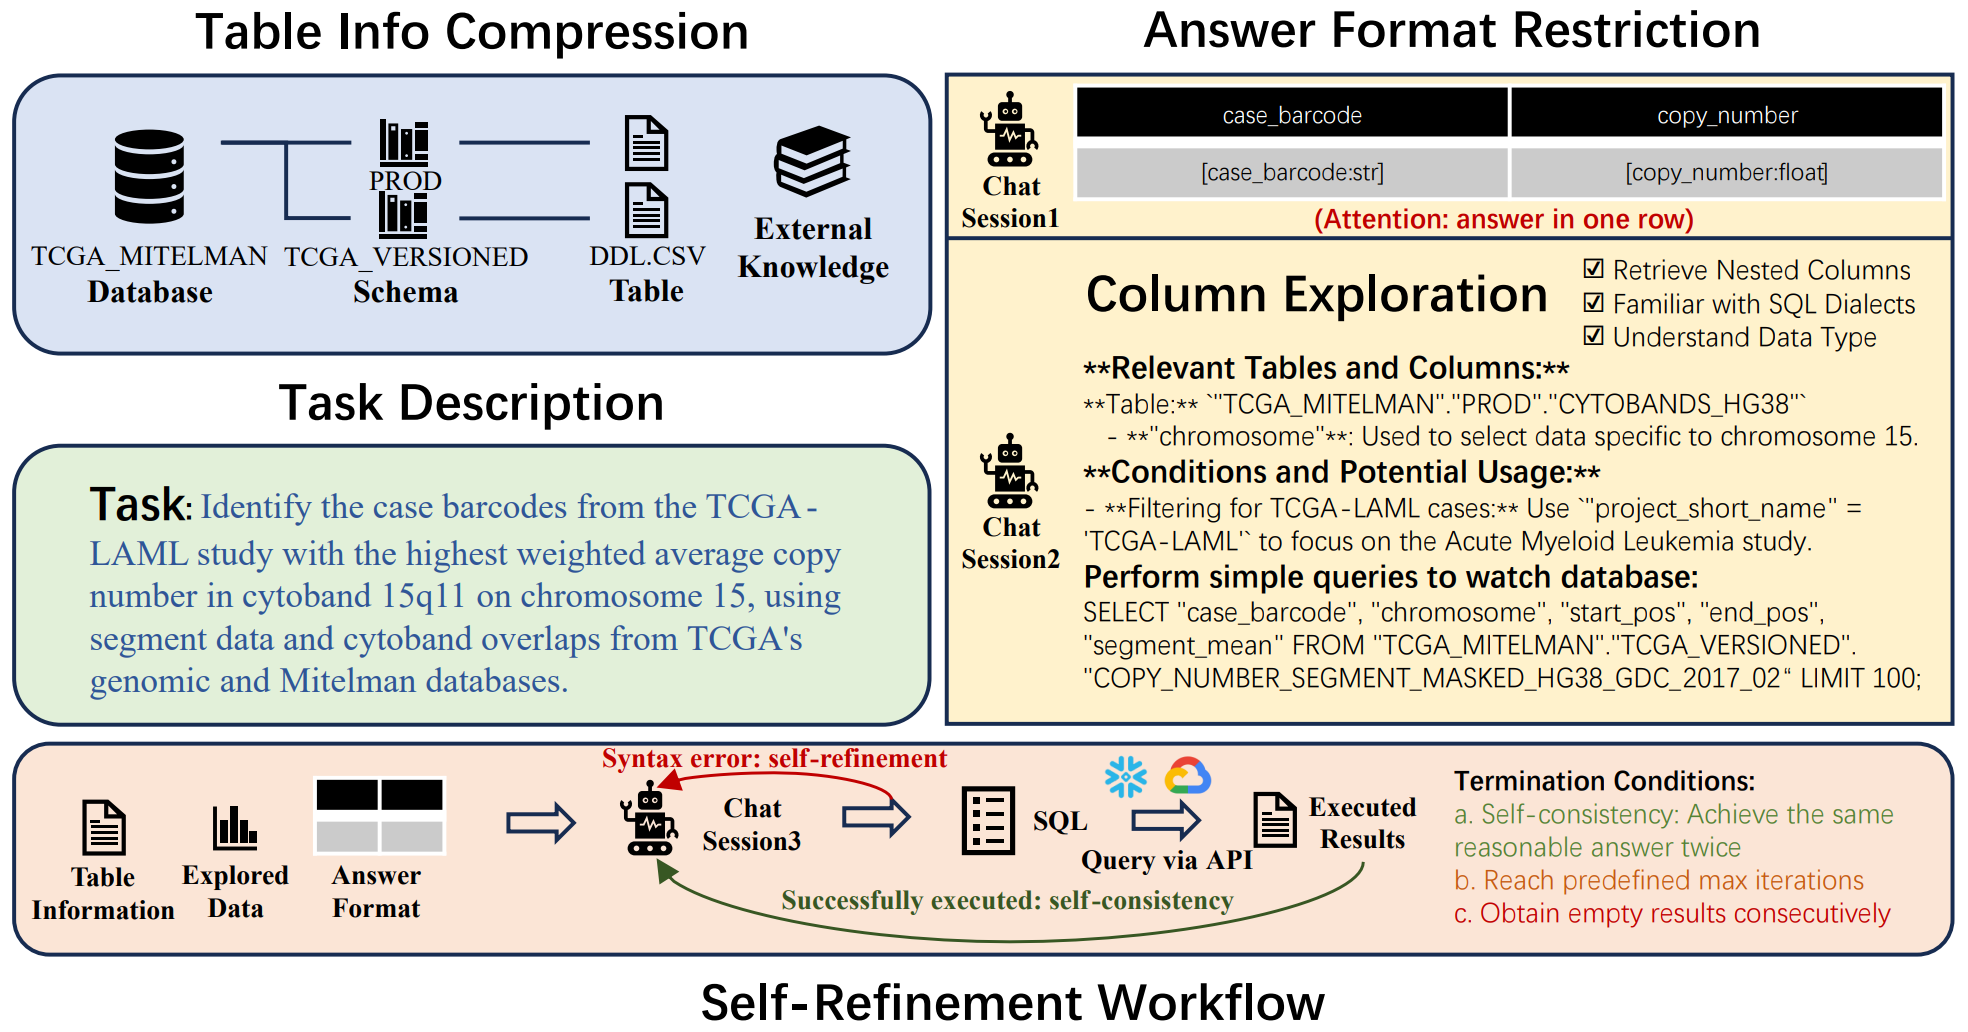 Table Info Compression
PROD
TCGA_MITELMAN
Database
TCGA_VERSIONED
Schema
DDL.CSV
Table
External
Knowledge
Task Description
Task: Identify the case barcodes from the TCGA-
LAML study with the highest weighted average copy
number in cytoband 15q11 on chromosome 15, using
segment data and cytoband overlaps from TCGA's
genomic and Mitelman databases.
Answer Format Restriction
Chat
Session1
case_barcode
copy_number
[case_barcode:str]
[copy_number:float]
(Attention: answer in one row)
Column Exploration
☑ Retrieve Nested Columns
☑ Familiar with SQL Dialects
☑ Understand Data Type
Chat
Session2
**Relevant Tables and Columns:**
**Table:** `"TCGA_MITELMAN"."PROD"."CYTOBANDS_HG38"`
- **"chromosome"**: Used to select data specific to chromosome 15.
**Conditions and Potential Usage:**
- **Filtering for TCGA-LAML cases:** Use `"project_short_name" =
'TCGA-LAML'` to focus on the Acute Myeloid Leukemia study.
Perform simple queries to watch database:
SELECT "case_barcode", "chromosome", "start_pos", "end_pos",
"segment_mean" FROM "TCGA_MITELMAN"."TCGA_VERSIONED".
"COPY_NUMBER_SEGMENT_MASKED_HG38_GDC_2017_02“ LIMIT 100;
Table
Information
Explored
Data
Answer
Format
Syntax error: self-refinement
Chat
Session3
SQL
Query via API
Executed
Results
Successfully executed: self-consistency
Termination Conditions:
a. Self-consistency: Achieve the same
reasonable answer twice
b. Reach predefined max iterations
c. Obtain empty results consecutively
Self-Refinement Workflow